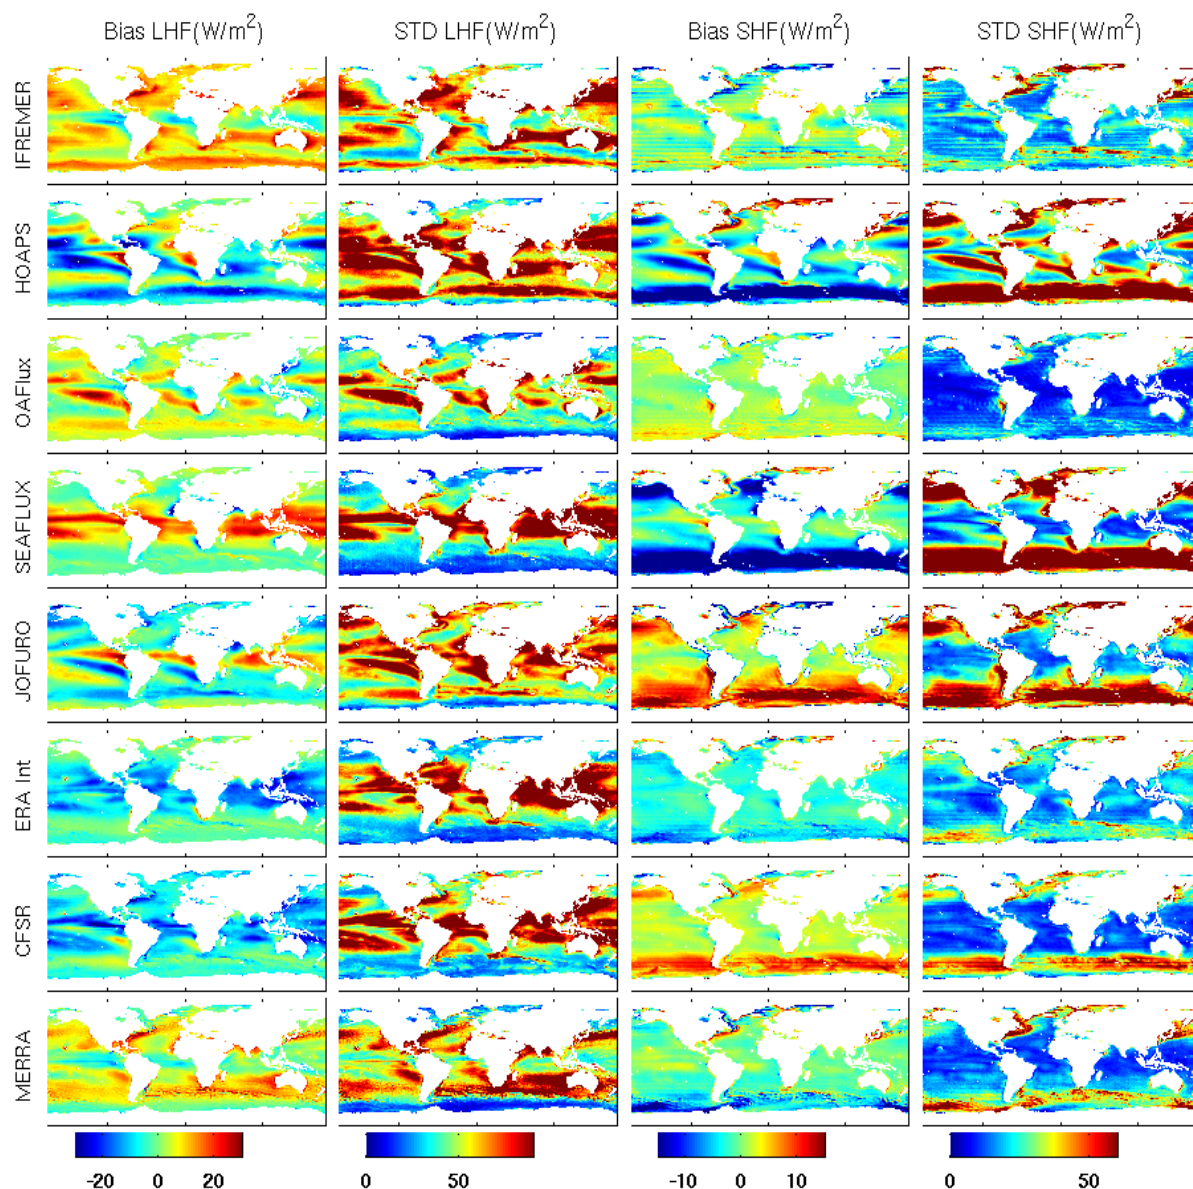 Bias LHF(W/m²) STD LHF(W/m²) Bias SHF(W/m²) STD SHF(W/m²)
IFREMER
HOAPS
OAFlux
SEAFLUX
JOFURO
ERA Int
CFSR
MERRA
-20 0 20 0 50 -10 0 10 0 50